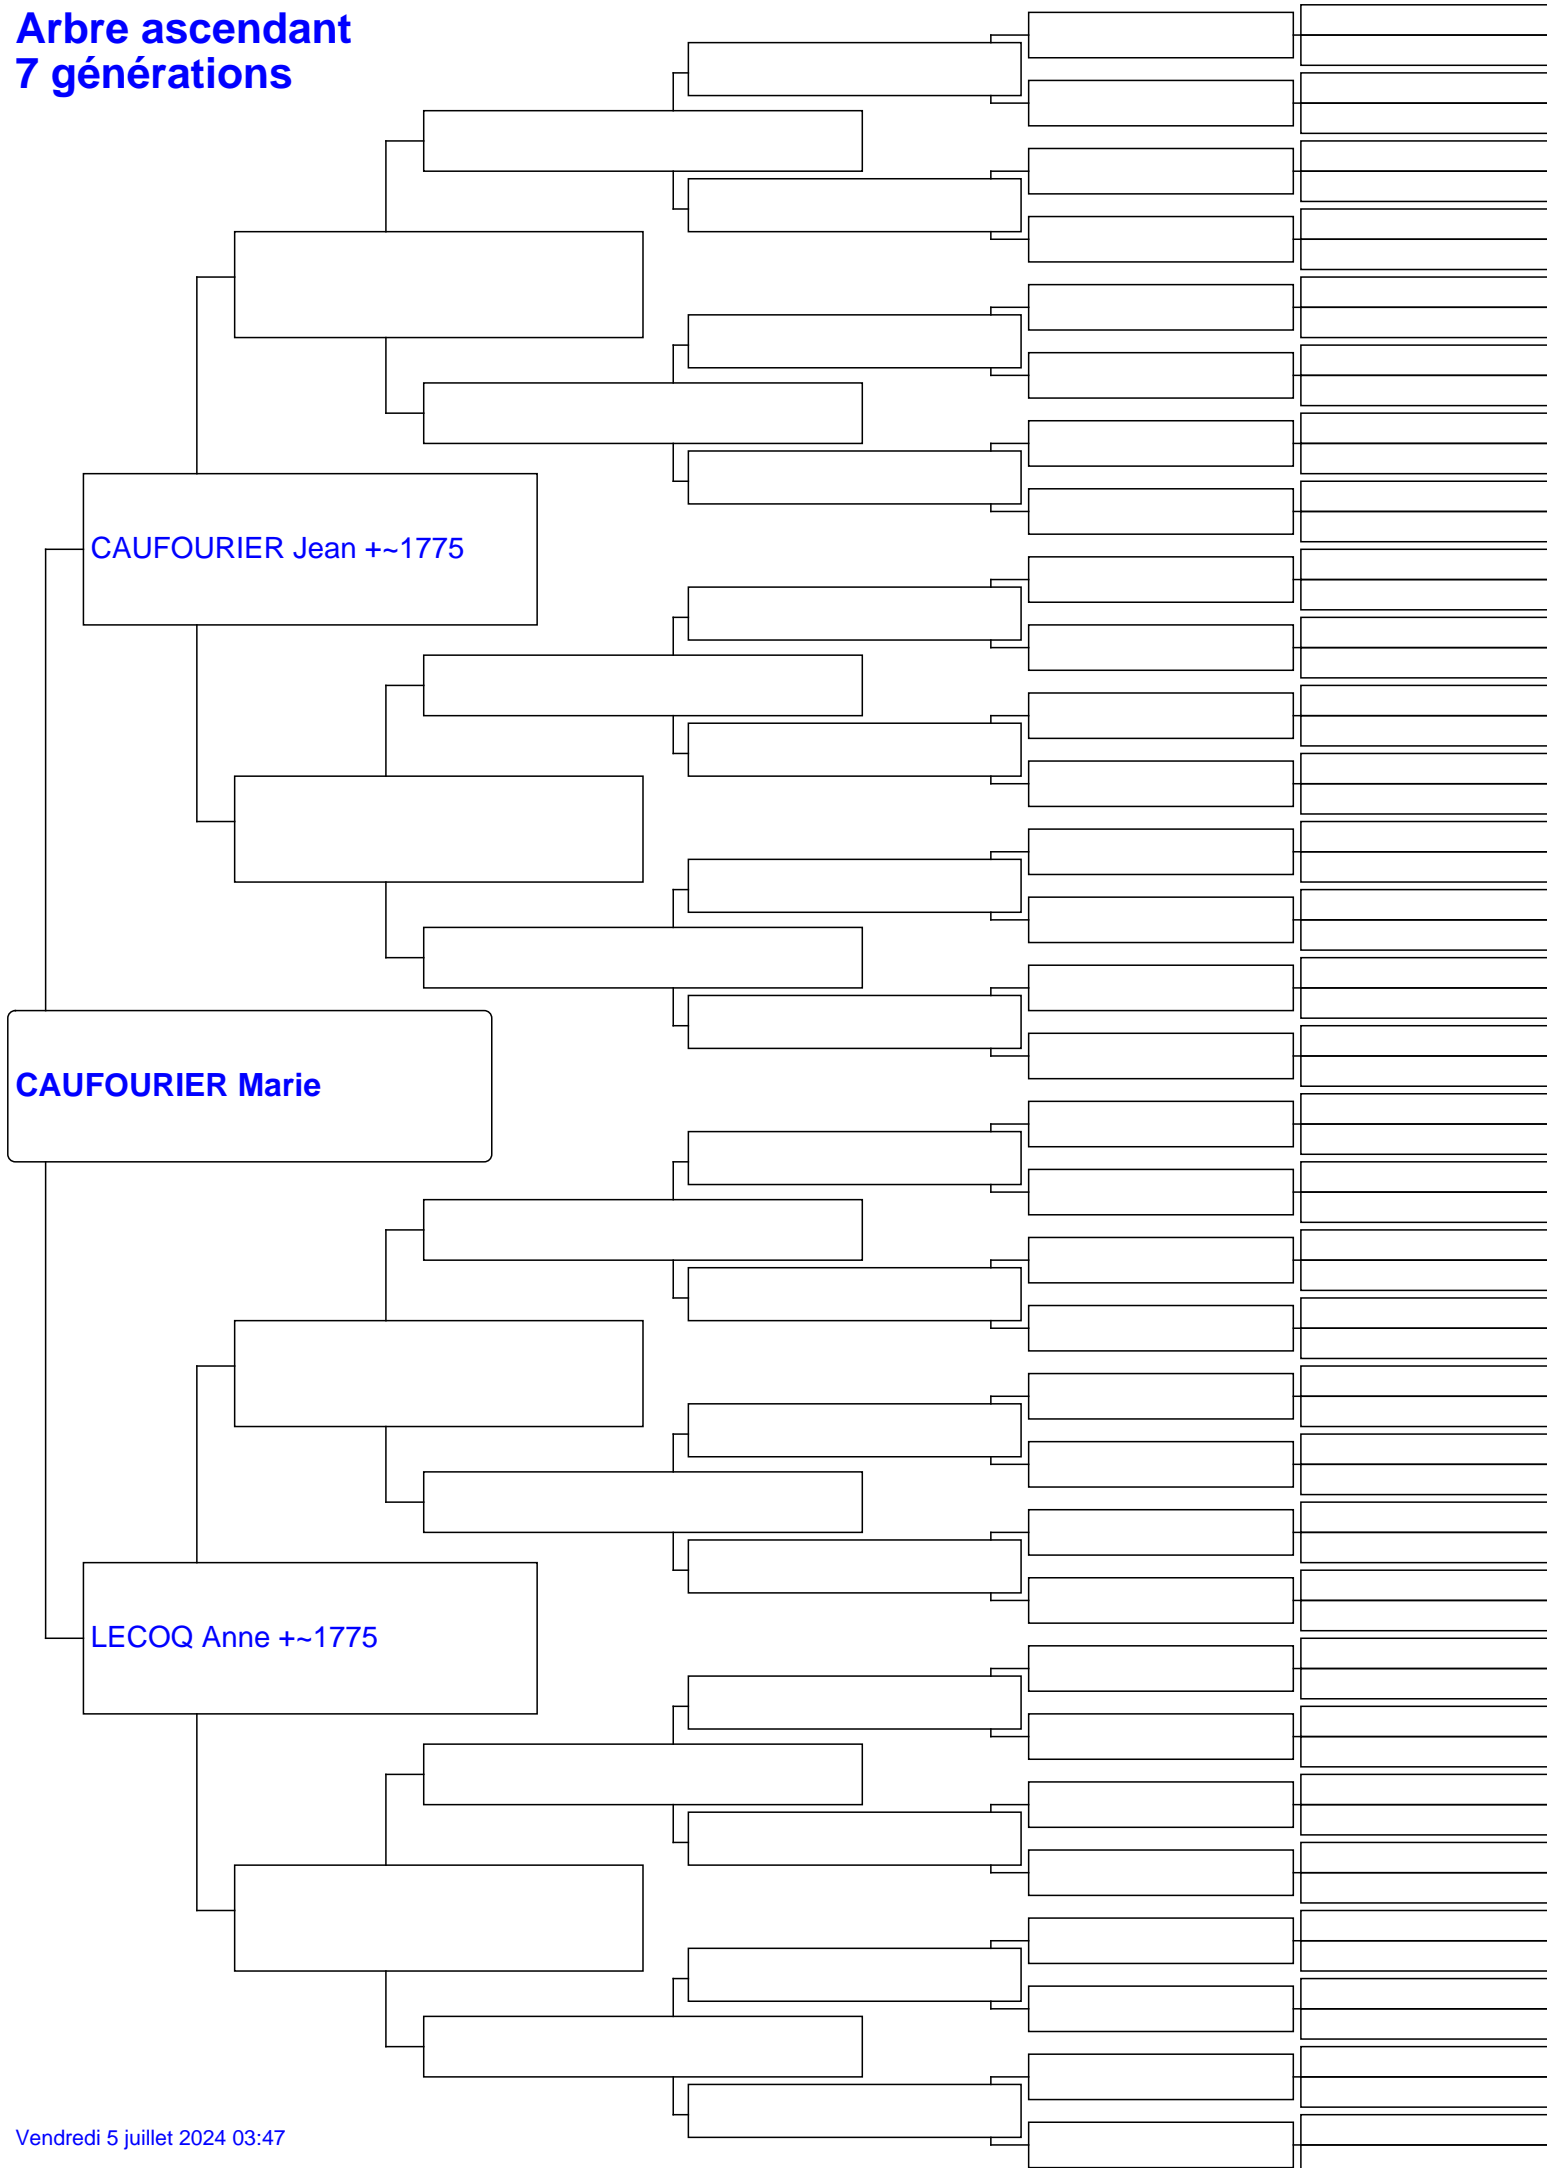 Arbre ascendant
7 générations
CAUFOURIER Jean +~1775
CAUFOURIER Marie
LECOQ Anne +~1775
Vendredi 5 juillet 2024 03:47